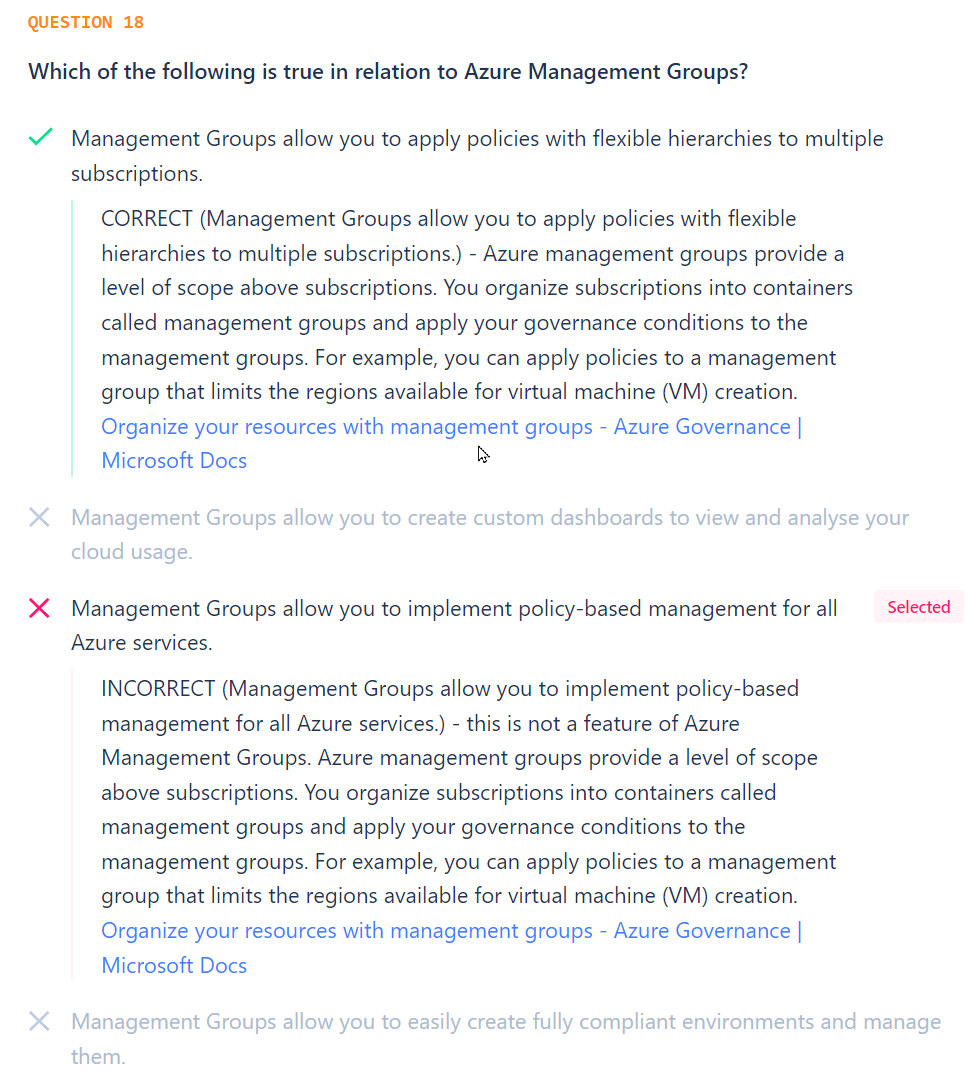 QUESTION 18
Which of the following is true in relation to Azure Management Groups?
Management Groups allow you to apply policies with flexible hierarchies to multiple
subscriptions.
CORRECT (Management Groups allow you to apply policies with flexible
hierarchies to multiple subscriptions.) - Azure management groups provide a
level of scope above subscriptions. You organize subscriptions into containers
called management groups and apply your governance conditions to the
management groups. For example, you can apply policies to a management
group that limits the regions available for virtual machine (VM) creation.
Organize your resources with management groups - Azure Governance |
Microsoft Docs
Management Groups allow you to create custom dashboards to view and analyse your
cloud usage.
Management Groups allow you to implement policy-based management for all
Azure services.
Selected
INCORRECT (Management Groups allow you to implement policy-based
management for all Azure services.) - this is not a feature of Azure
Management Groups. Azure management groups provide a level of scope
above subscriptions. You organize subscriptions into containers called
management groups and apply your governance conditions to the
management groups. For example, you can apply policies to a management
group that limits the regions available for virtual machine (VM) creation.
Organize your resources with management groups - Azure Governance |
Microsoft Docs
Management Groups allow you to easily create fully compliant environments and manage
them.